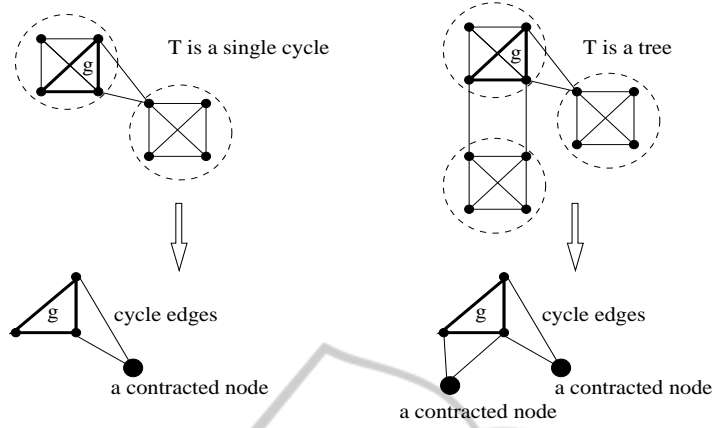 T is a single cycle
g
T is a tree
g
g
cycle edges
a contracted node
g
cycle edges
a contracted node
a contracted node